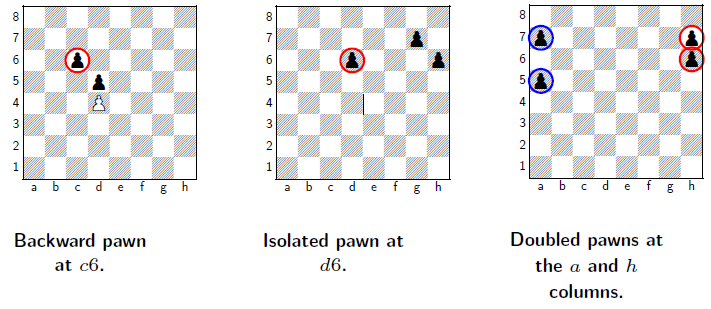 8
7
6
5
4
3
2
1
a b c d e f g h
8
7
6
5
4
3
2
1
a b c d e f g h
8
7
6
5
4
3
2
1
a b c d e f g h
Backward pawn
at c6.
Isolated pawn at
d6.
Doubled pawns at
the a and h
columns.